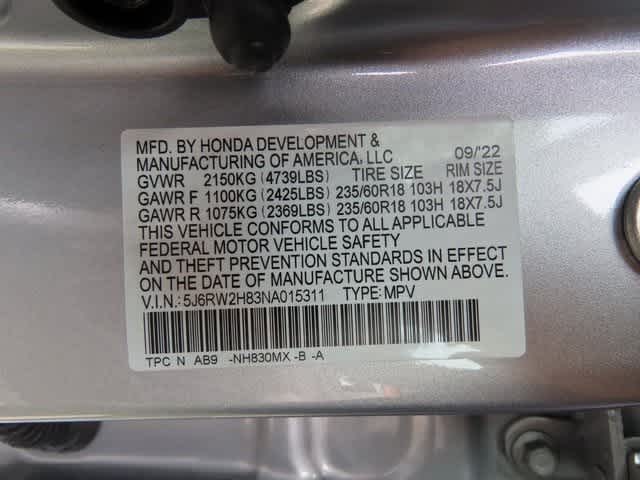 MFD. BY HONDA DEVELOPMENT &
MANUFACTURING OF AMERICA, LLC 09/'22
GVWR 2150KG (4739LBS) TIRE SIZE RIM SIZE
GAWR F 1100KG (2425LBS) 235/60R18 103H 18X7.5J
GAWR R 1075KG (2369LBS) 235/60R18 103H 18X7.5J
THIS VEHICLE CONFORMS TO ALL APPLICABLE
FEDERAL MOTOR VEHICLE SAFETY
AND THEFT PREVENTION STANDARDS IN EFFECT
ON THE DATE OF MANUFACTURE SHOWN ABOVE.
V.I.N.: 5J6RW2H83NA015311 TYPE: MPV
TPC N AB9 -NH830MX -B -A